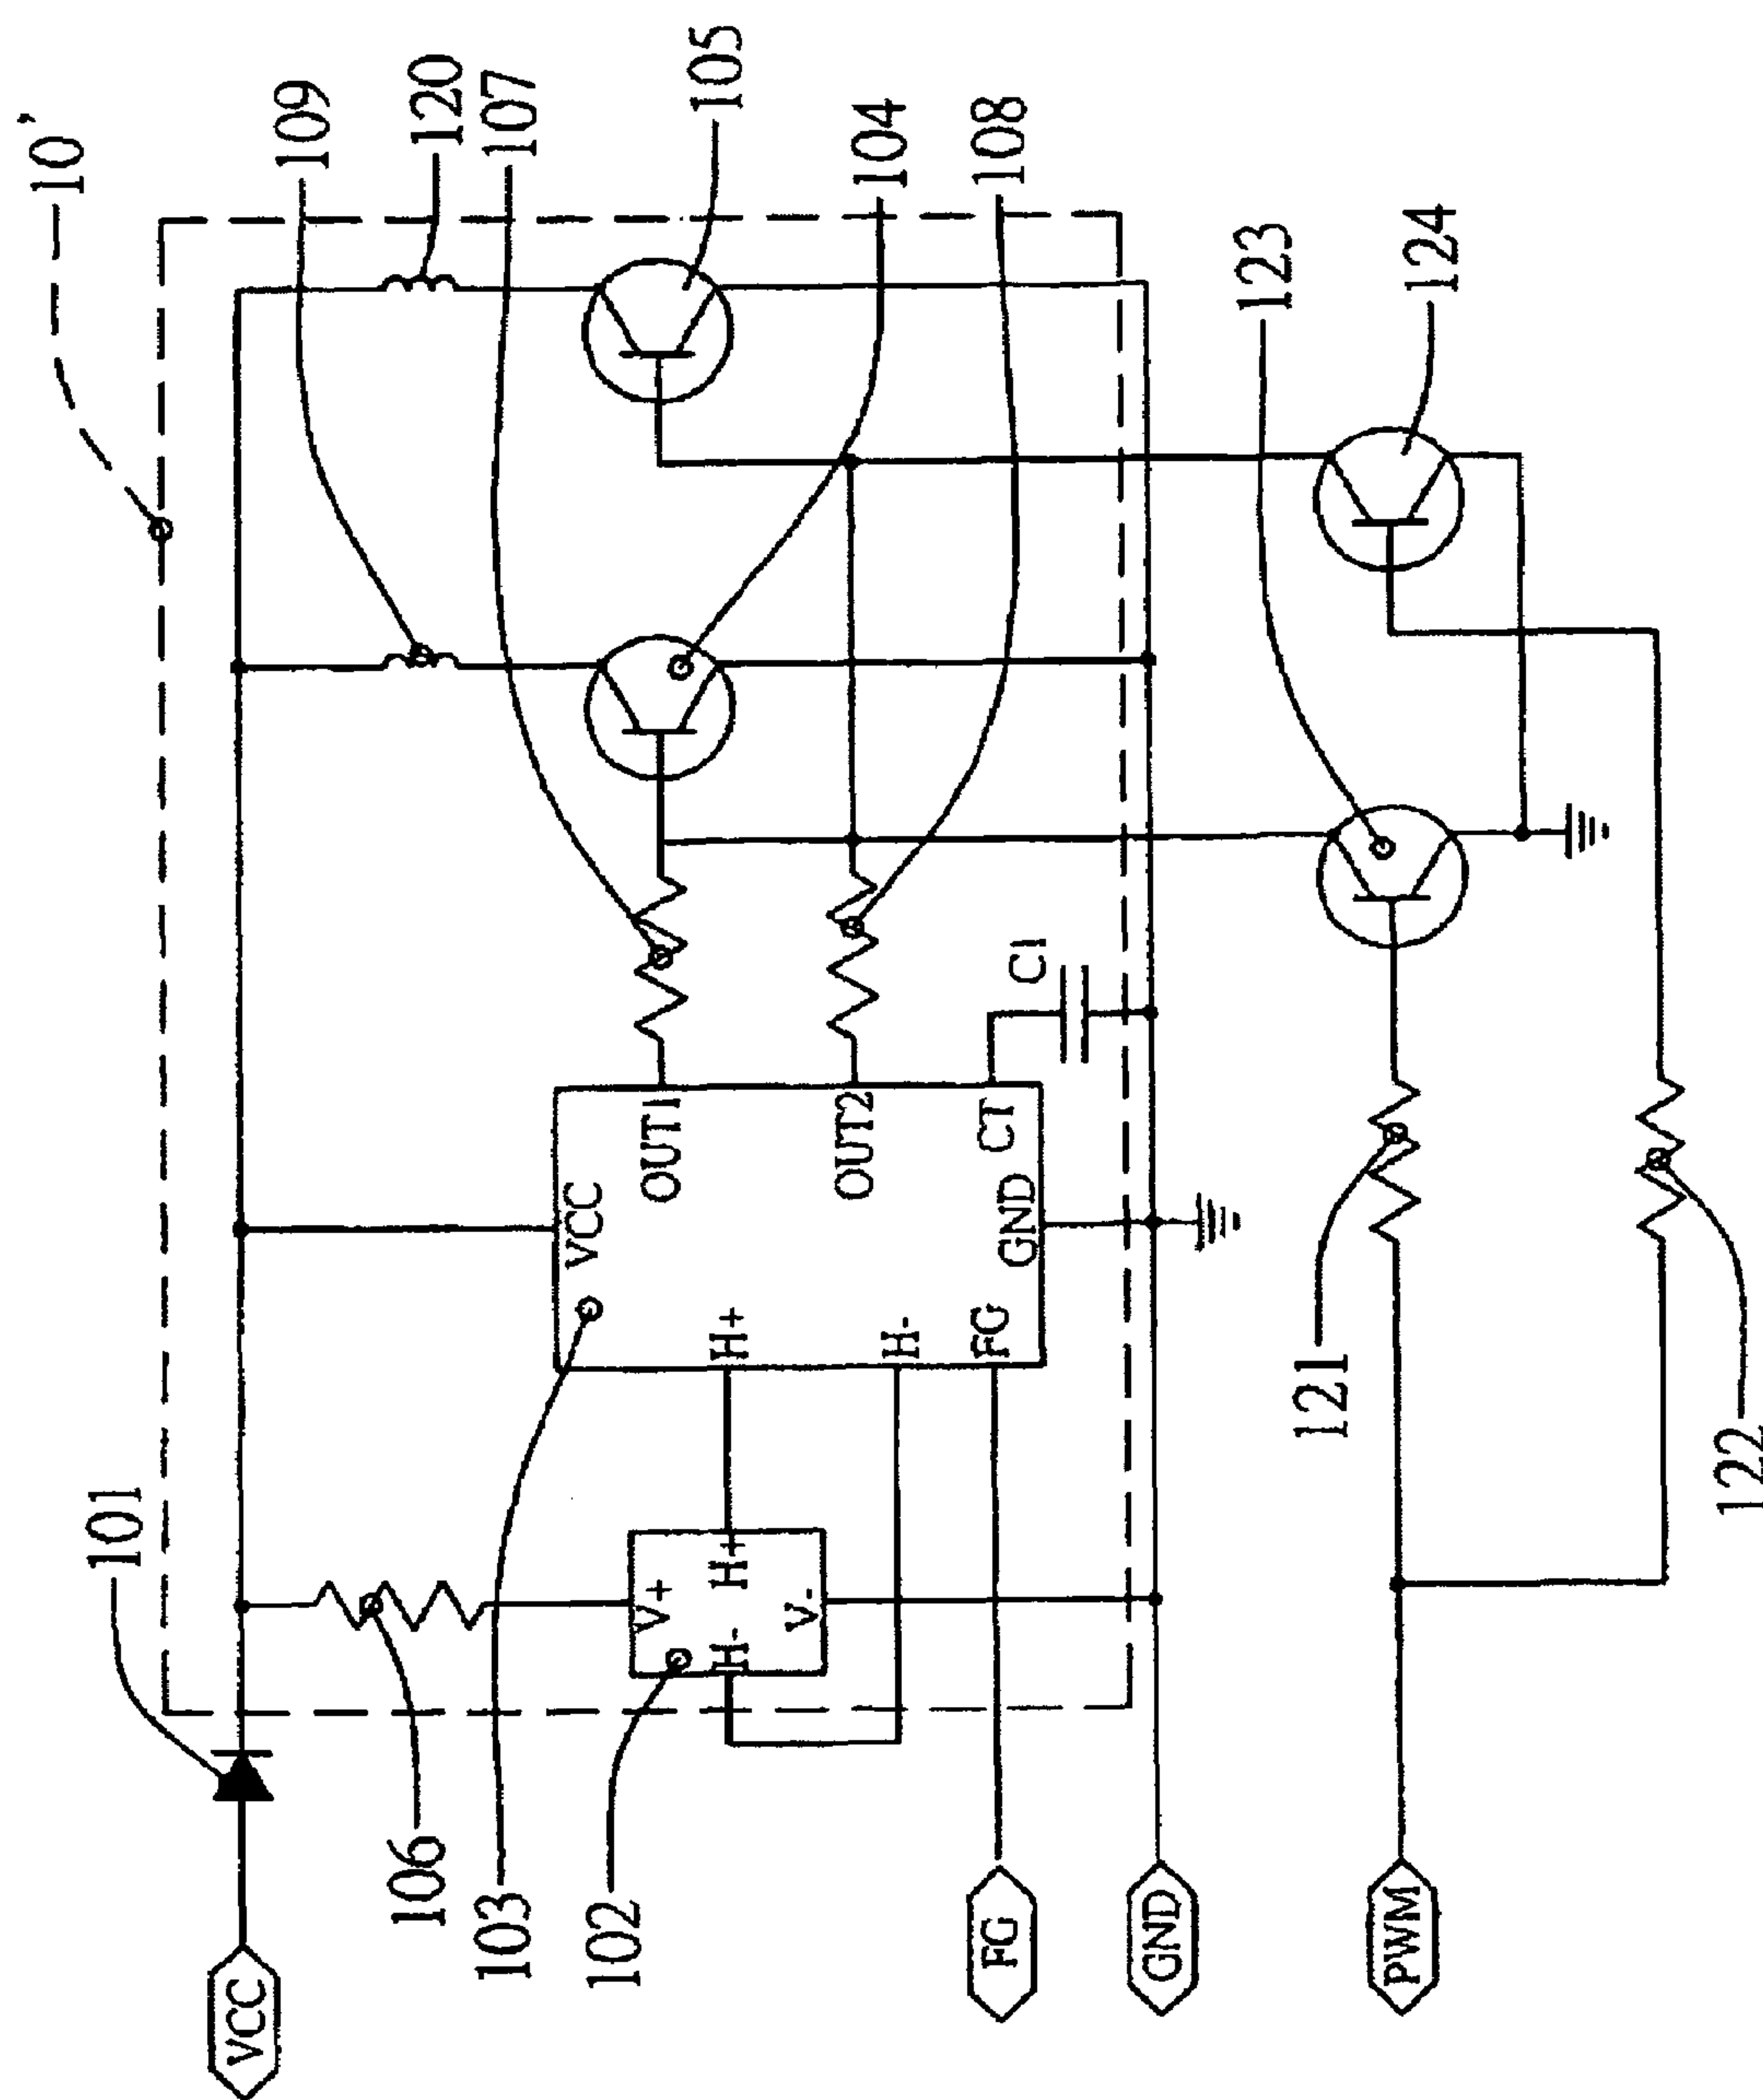 10’
109
120
107
105
104
108
123
124
101
106
103
102
121
122
VCC
VCC
OUT1
OUT2
CT
GND
H+
H-
FG
C1
V+
H+
H-
V-
FG
GND
PWM